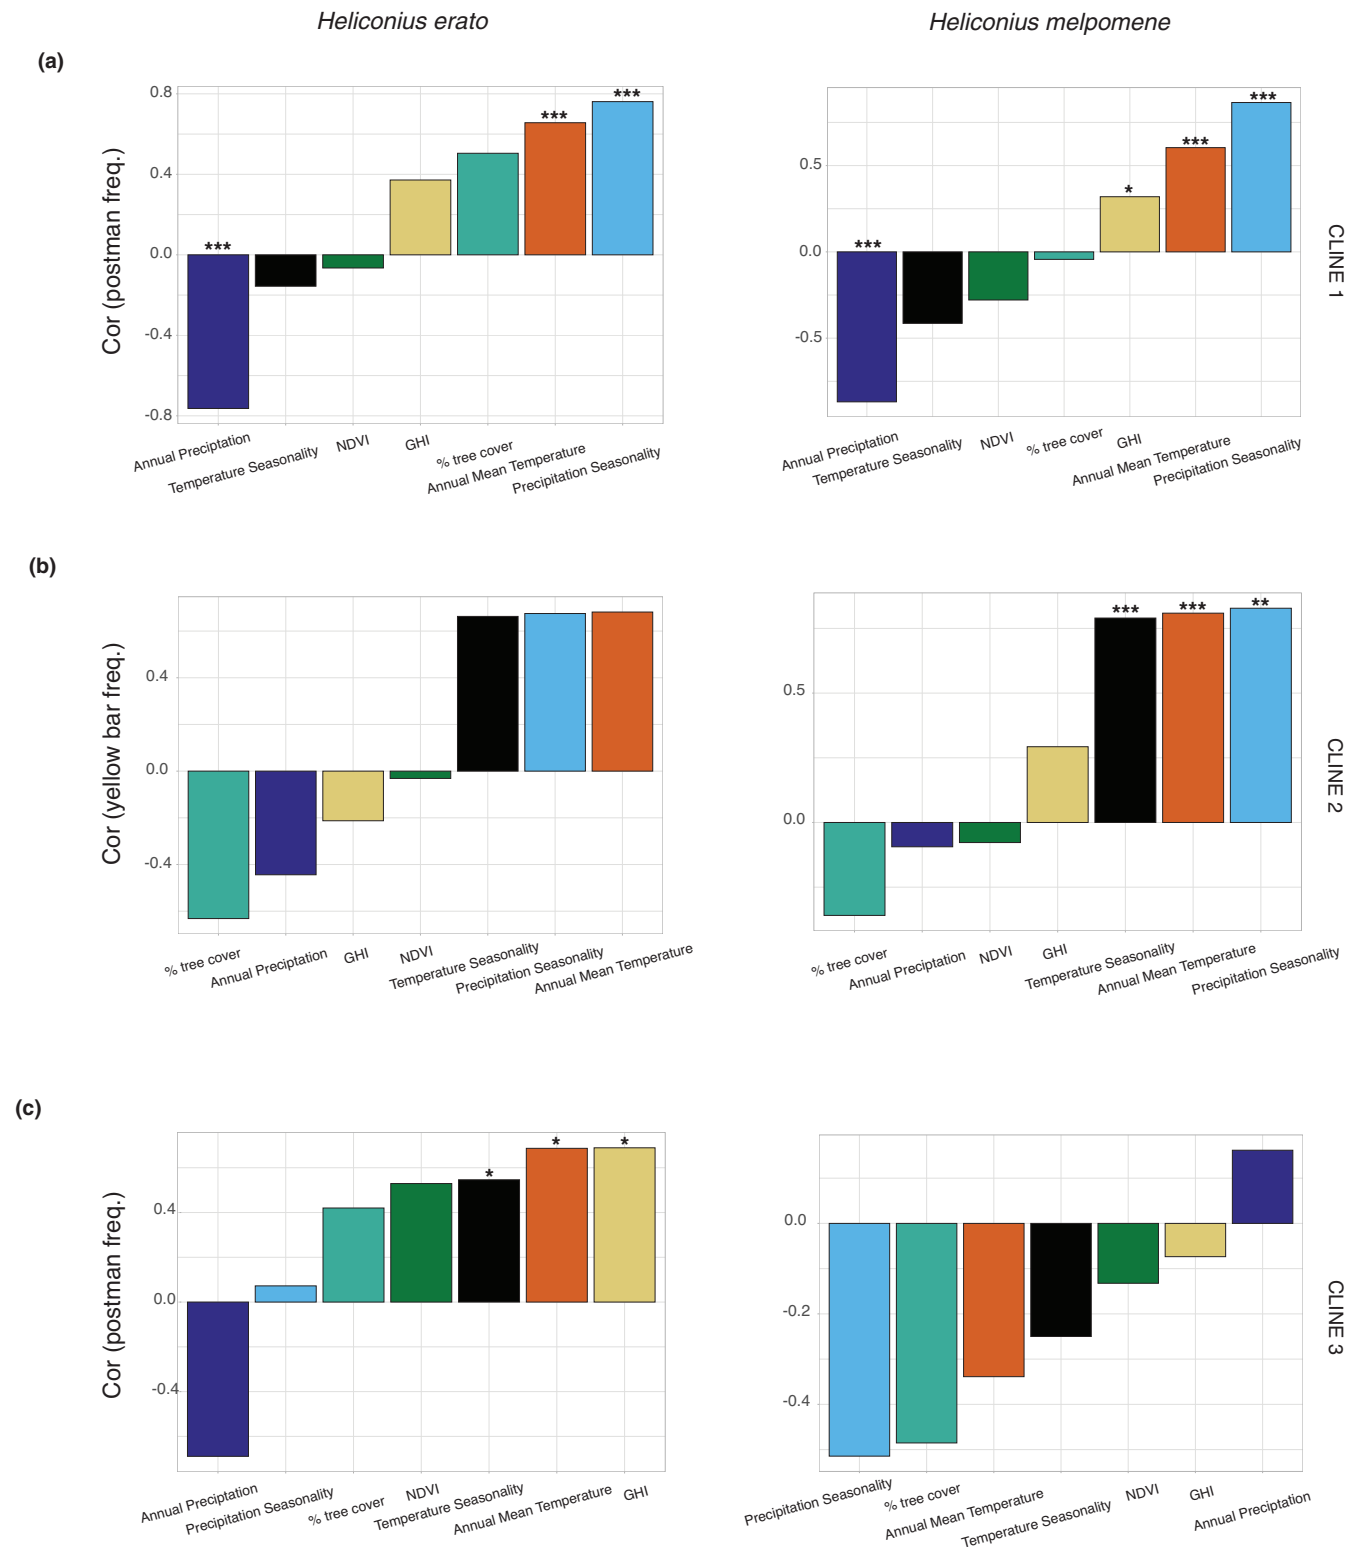 Heliconius erato
Heliconius melpomene
(a)
Cor (postman freq.)
0.8
0.4
0.0
-0.4
-0.8
***
***
***
Annual Preciptation
Temperature Seasonality
NDVI
GHI
% tree cover
Annual Mean Temperature
Precipitation Seasonality
0.5
0.0
-0.5
***
*
***
***
Annual Preciptation
Temperature Seasonality
NDVI
% tree cover
GHI
Annual Mean Temperature
Precipitation Seasonality
CLINE 1
(b)
Cor (yellow bar freq.)
0.4
0.0
-0.4
% tree cover
Annual Preciptation
GHI
NDVI
Temperature Seasonality
Precipitation Seasonality
Annual Mean Temperature
0.5
0.0
***
***
**
% tree cover
Annual Preciptation
NDVI
GHI
Temperature Seasonality
Annual Mean Temperature
Precipitation Seasonality
CLINE 2
(c)
Cor (postman freq.)
0.4
0.0
-0.4
*
*
*
Annual Preciptation
Precipitation Seasonality
% tree cover
NDVI
Temperature Seasonality
Annual Mean Temperature
GHI
0.0
-0.2
-0.4
Precipitation Seasonality
% tree cover
Annual Mean Temperature
Temperature Seasonality
NDVI
GHI
Annual Preciptation
CLINE 3